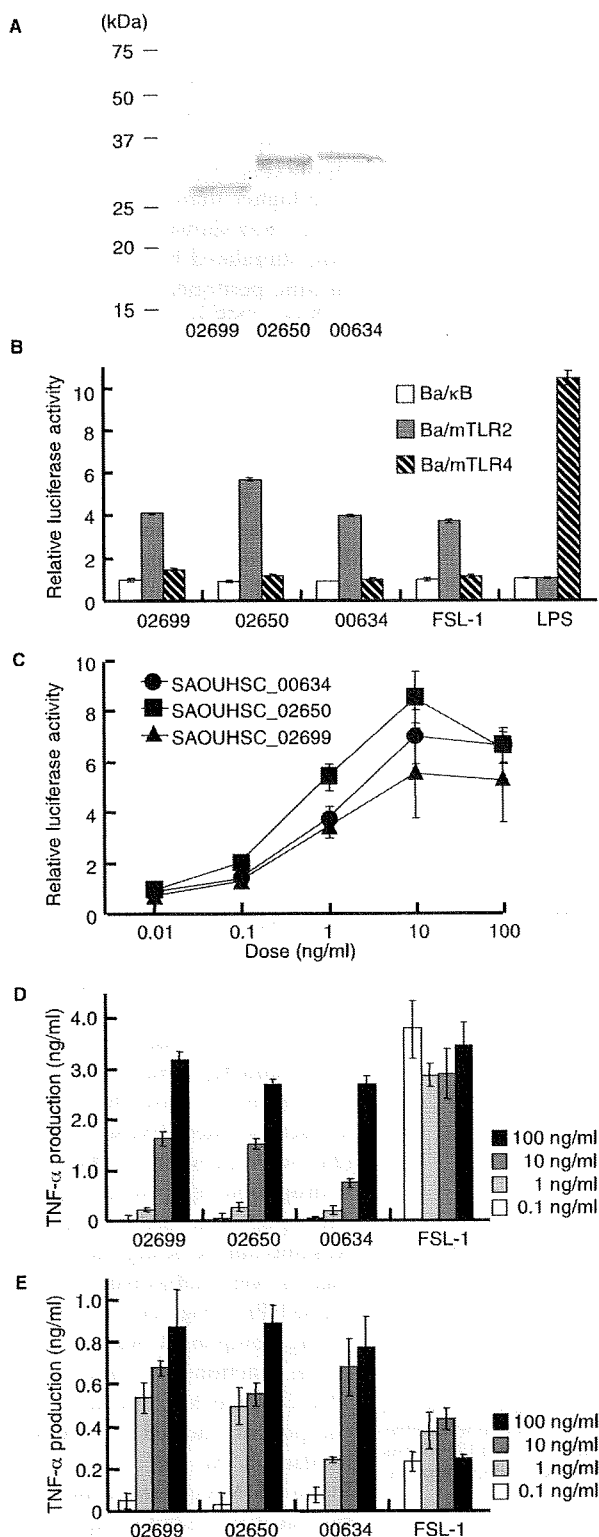 A
(kDa)
75
50
37
25
20
15
02699 02650 00634
B
Relative luciferase activity
10
8
6
4
2
0
Ba/κB
Ba/mTLR2
Ba/mTLR4
02699 02650 00634 FSL-1 LPS
C
Relative luciferase activity
10
8
6
4
2
0
SAOUHSC_00634
SAOUHSC_02650
SAOUHSC_02699
0.01 0.1 1 10 100
Dose (ng/ml)
D
TNF-α production (ng/ml)
4.0
3.0
2.0
1.0
0
100 ng/ml
10 ng/ml
1 ng/ml
0.1 ng/ml
02699 02650 00634 FSL-1
E
TNF-α production (ng/ml)
1.0
0.8
0.6
0.4
0.2
0
100 ng/ml
10 ng/ml
1 ng/ml
0.1 ng/ml
02699 02650 00634 FSL-1